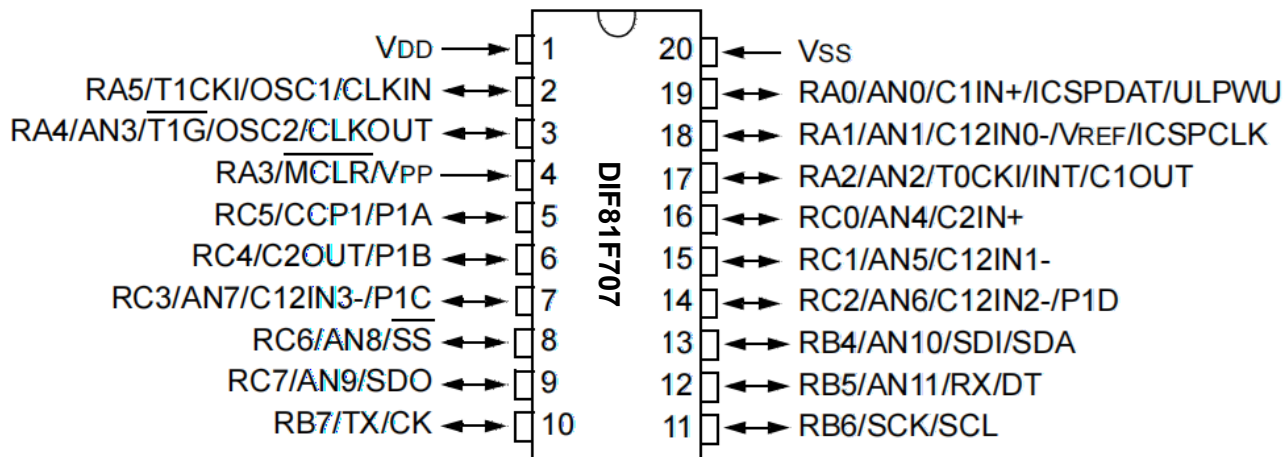 VDD 1
RA5/T1CKI/OSC1/CLKIN 2
RA4/AN3/T1G/OSC2/CLKOUT 3
RA3/MCLR/VPP 4
RC5/CCP1/P1A 5
RC4/C2OUT/P1B 6
RC3/AN7/C12IN3-/P1C 7
RC6/AN8/SS 8
RC7/AN9/SDO 9
RB7/TX/CK 10
DIF81F707
20 VSS
19 RA0/AN0/C1IN+/ICSPDAT/ULPWU
18 RA1/AN1/C12IN0-/VREF/ICSPCLK
17 RA2/AN2/T0CKI/INT/C1OUT
16 RC0/AN4/C2IN+
15 RC1/AN5/C12IN1-
14 RC2/AN6/C12IN2-/P1D
13 RB4/AN10/SDI/SDA
12 RB5/AN11/RX/DT
11 RB6/SCK/SCL